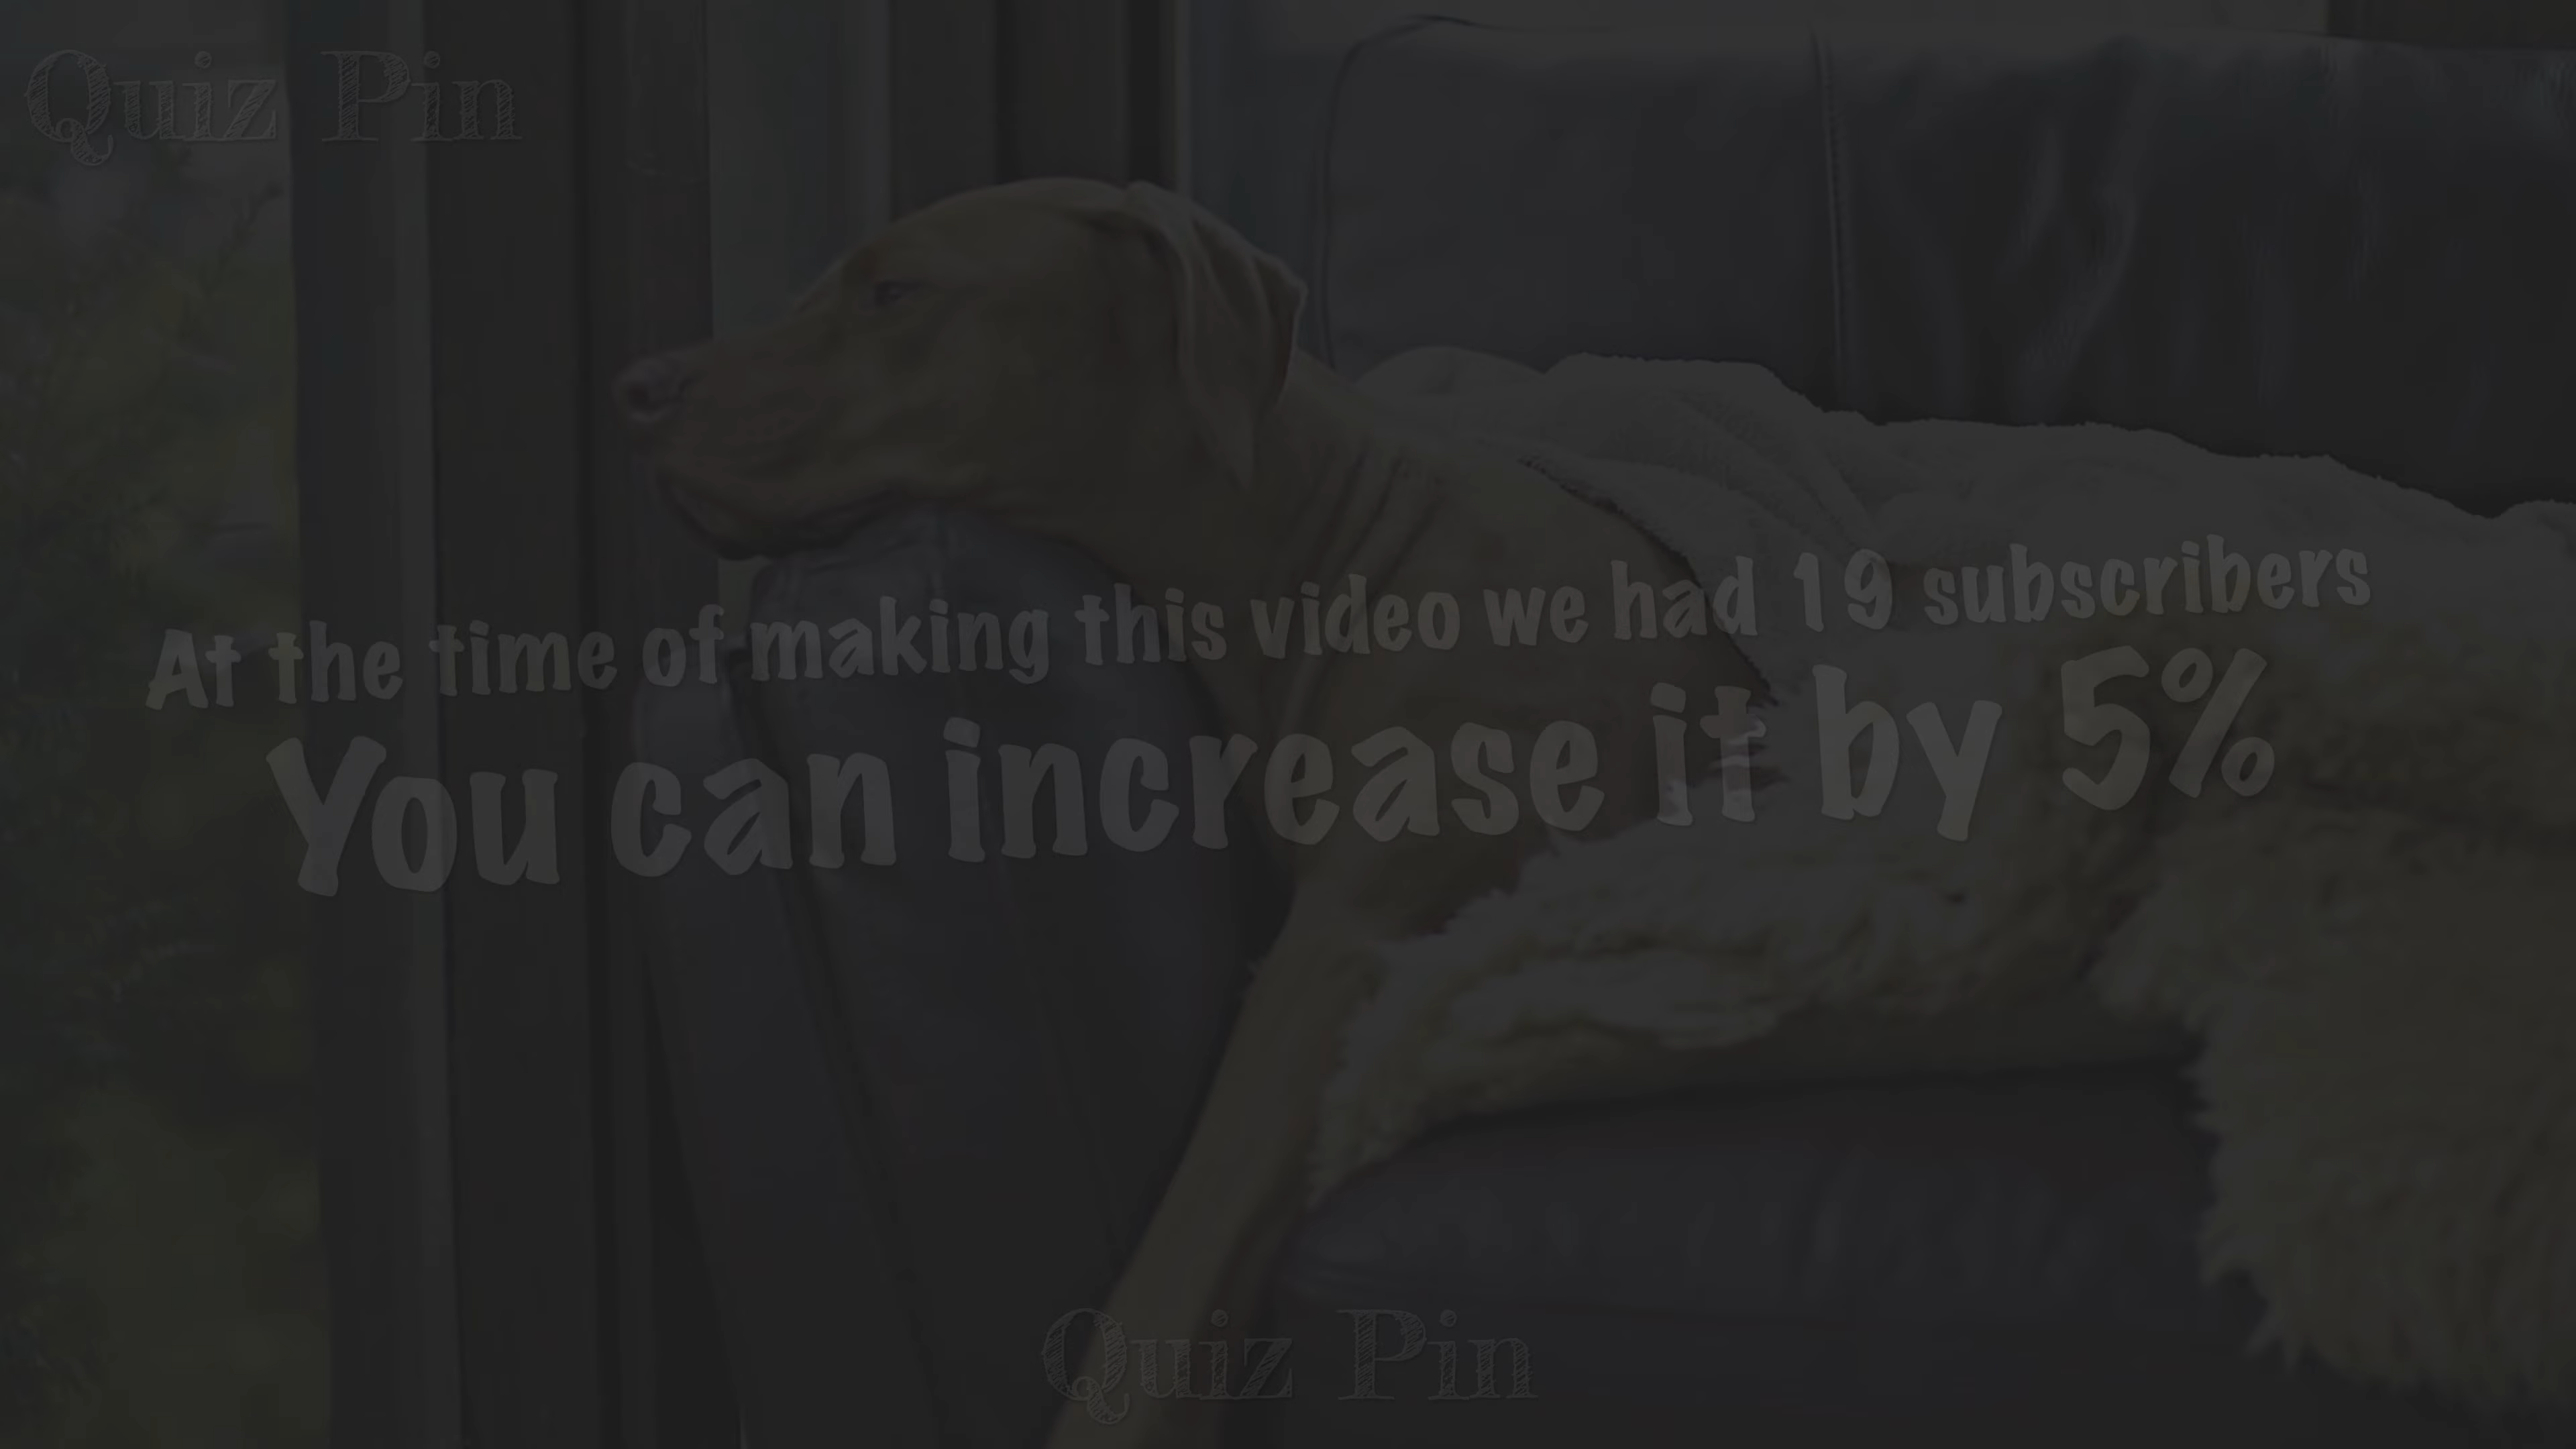 Quiz Pin
At the time of making this video we had 19 subscribers
You can increase it by 5%
Quiz Pin